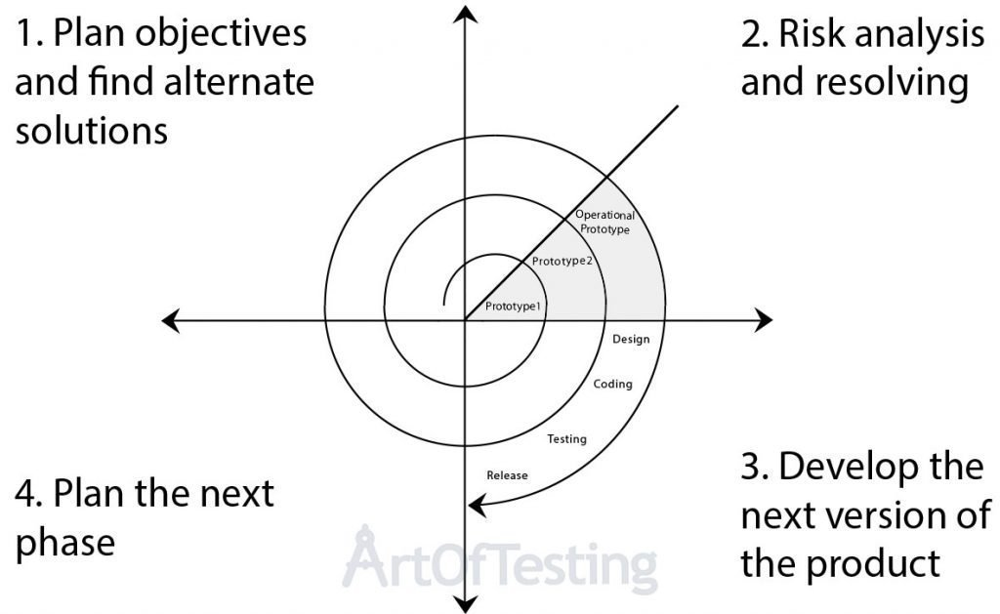 1. Plan objectives
and find alternate
solutions
2. Risk analysis
and resolving
Operational
Prototype
Prototype2
Prototype1
Design
Coding
Testing
Release
4. Plan the next
phase
3. Develop the
next version of
the product
ArtOfTesting